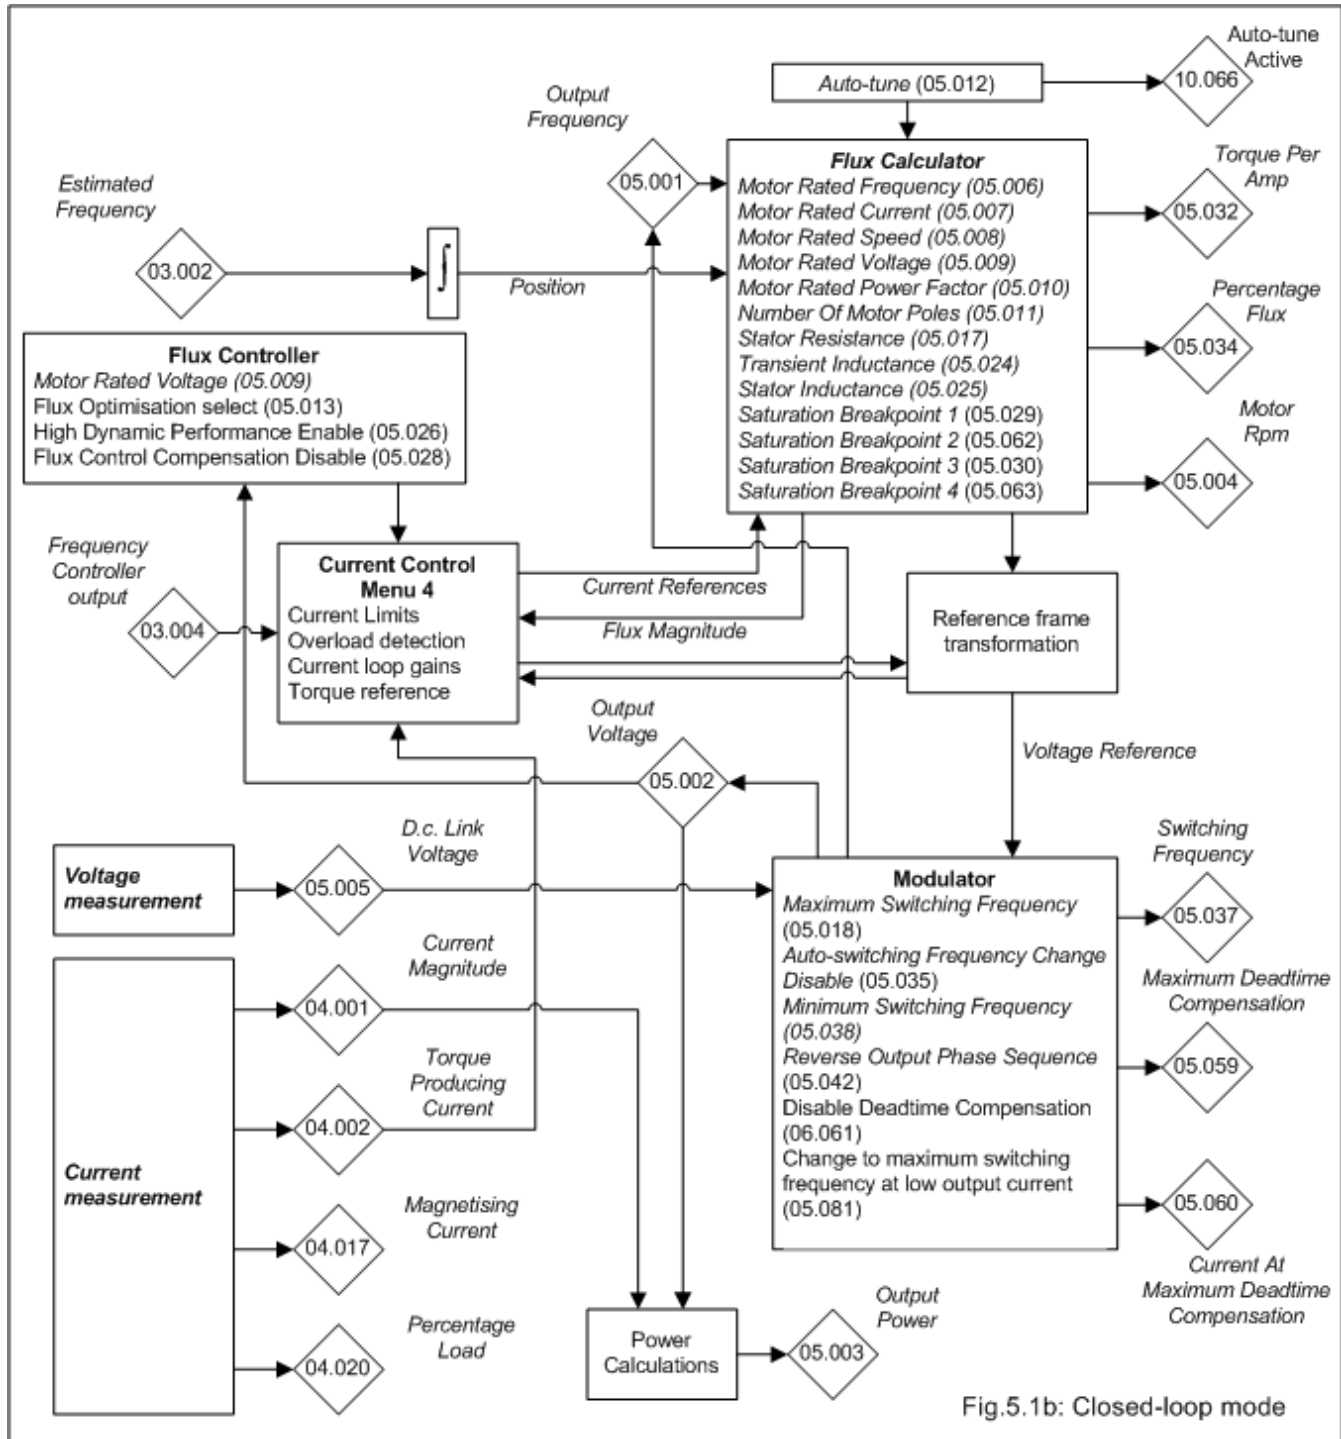 Auto-tune
Active
Auto-tune (05.012)
10.066
Output
Frequency
05.001
Flux Calculator
Motor Rated Frequency (05.006)
Motor Rated Current (05.007)
Motor Rated Speed (05.008)
Motor Rated Voltage (05.009)
Motor Rated Power Factor (05.010)
Number Of Motor Poles (05.011)
Stator Resistance (05.017)
Transient Inductance (05.024)
Stator Inductance (05.025)
Saturation Breakpoint 1 (05.029)
Saturation Breakpoint 2 (05.062)
Saturation Breakpoint 3 (05.030)
Saturation Breakpoint 4 (05.063)
Torque Per
Amp
05.032
Percentage
Flux
05.034
Motor
Rpm
05.004
Estimated
Frequency
03.002
∫
Position
Flux Controller
Motor Rated Voltage (05.009)
Flux Optimisation select (05.013)
High Dynamic Performance Enable (05.026)
Flux Control Compensation Disable (05.028)
Frequency
Controller
output
03.004
Current Control
Menu 4
Current Limits
Overload detection
Current loop gains
Torque reference
Current References
Flux Magnitude
Reference frame
transformation
Output
Voltage
05.002
Voltage Reference
Voltage
measurement
D.c. Link
Voltage
05.005
Current
measurement
Current
Magnitude
04.001
Torque
Producing
Current
04.002
Magnetising
Current
04.017
Percentage
Load
04.020
Modulator
Maximum Switching Frequency
(05.018)
Auto-switching Frequency Change
Disable (05.035)
Minimum Switching Frequency
(05.038)
Reverse Output Phase Sequence
(05.042)
Disable Deadtime Compensation
(06.061)
Change to maximum switching
frequency at low output current
(05.081)
Switching
Frequency
05.037
Maximum Deadtime
Compensation
05.059
05.060
Current At
Maximum Deadtime
Compensation
Power
Calculations
Output
Power
05.003
Fig.5.1b: Closed-loop mode